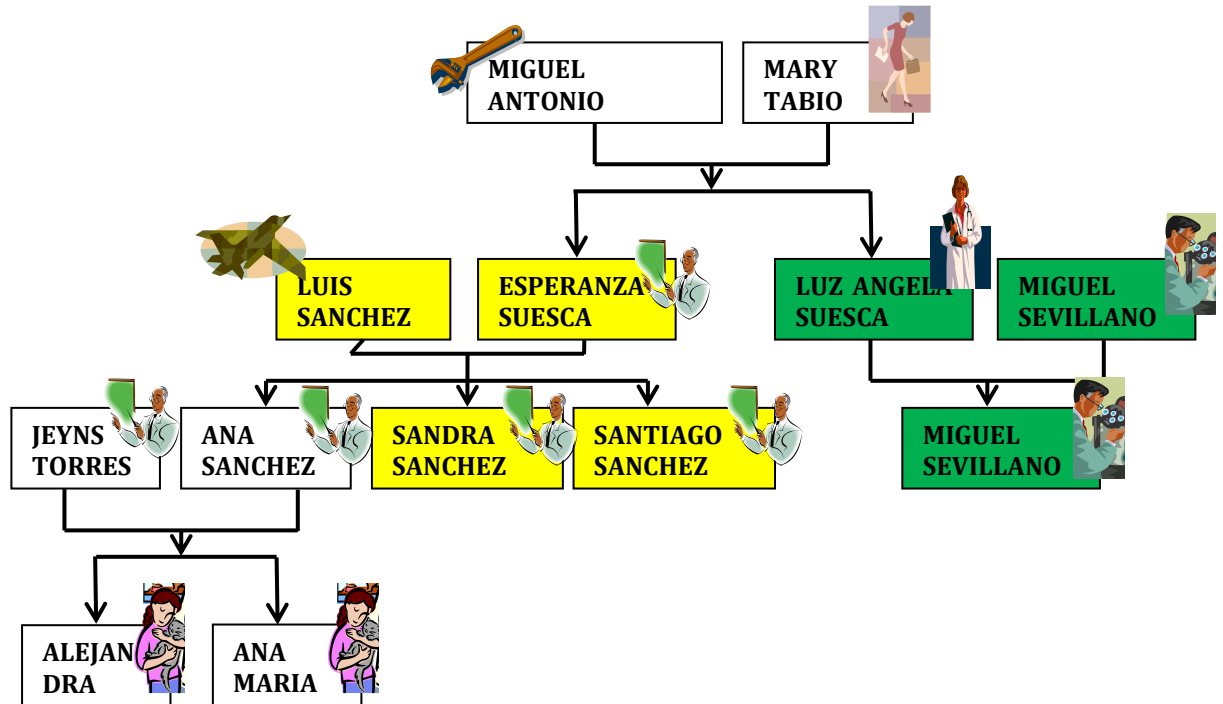 MIGUEL
ANTONIO
MARY
TABIO
LUIS
SANCHEZ
ESPERANZA
SUESCA
LUZ ANGELA
SUESCA
MIGUEL
SEVILLANO
JEYNS
TORRES
ANA
SANCHEZ
SANDRA
SANCHEZ
SANTIAGO
SANCHEZ
MIGUEL
SEVILLANO
ALEJAN
DRA
ANA
MARIA